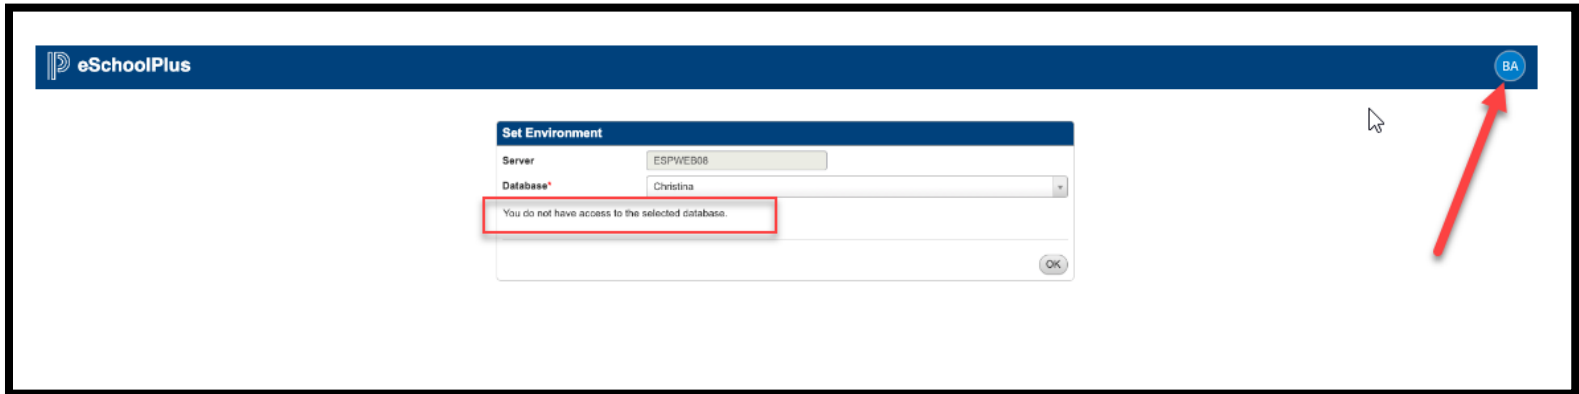 eSchoolPlus
BA
Set Environment
Server ESPWEB08
Database* Christina
You do not have access to the selected database.
OK